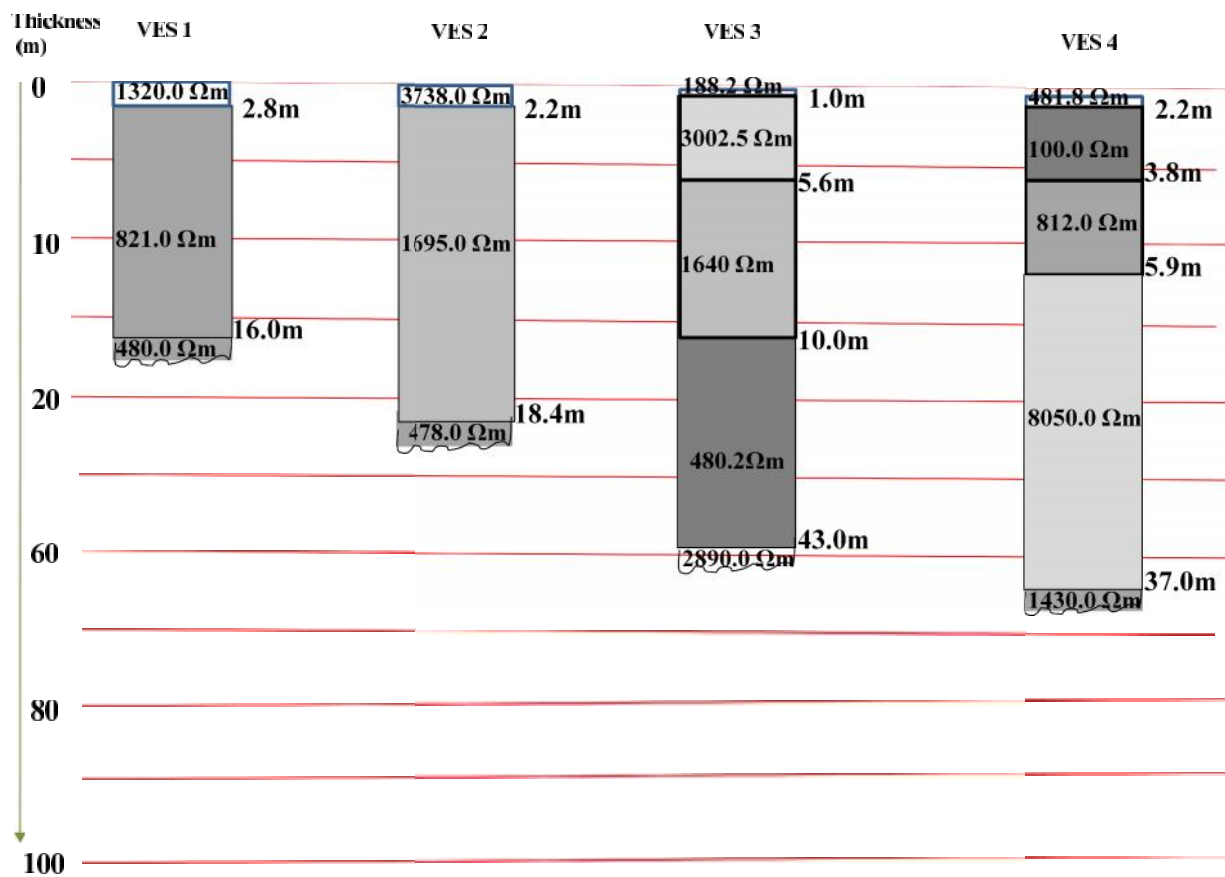 Thickness
(m)
VES 1
VES 2
VES 3
VES 4
0
10
20
60
80
100
1320.0 Ωm
2.8m
821.0 Ωm
16.0m
480.0 Ωm
3738.0 Ωm
2.2m
1695.0 Ωm
18.4m
478.0 Ωm
188.2 Ωm
1.0m
3002.5 Ωm
5.6m
1640 Ωm
10.0m
480.2Ωm
43.0m
2890.0 Ωm
481.8 Ωm
2.2m
100.0 Ωm
3.8m
812.0 Ωm
5.9m
8050.0 Ωm
37.0m
1430.0 Ωm